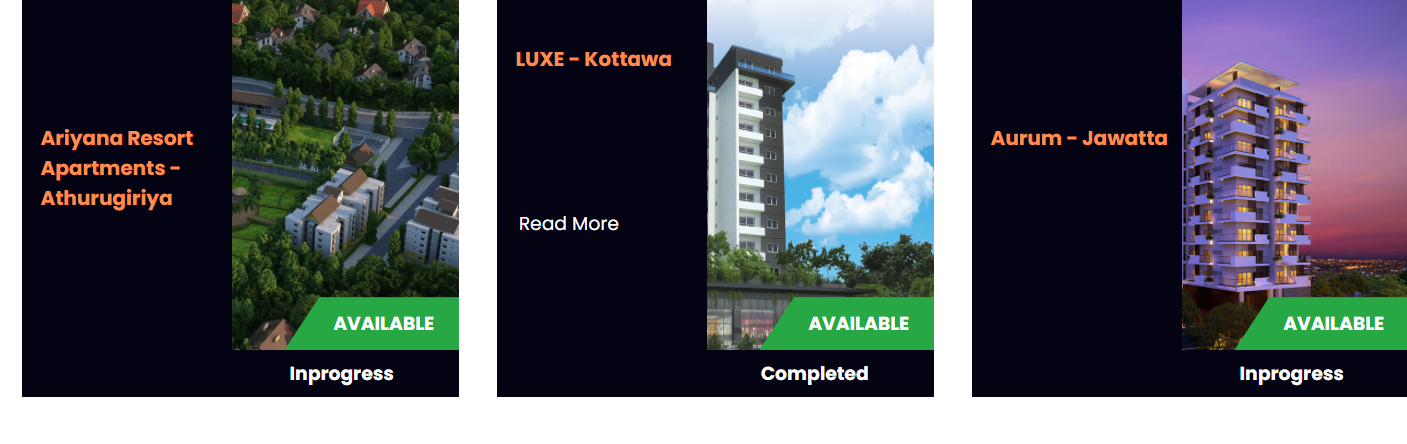 Ariyana Resort
Apartments -
Athurugiriya
AVAILABLE
Inprogress
LUXE - Kottawa
Read More
AVAILABLE
Completed
Aurum - Jawatta
AVAILABLE
Inprogress